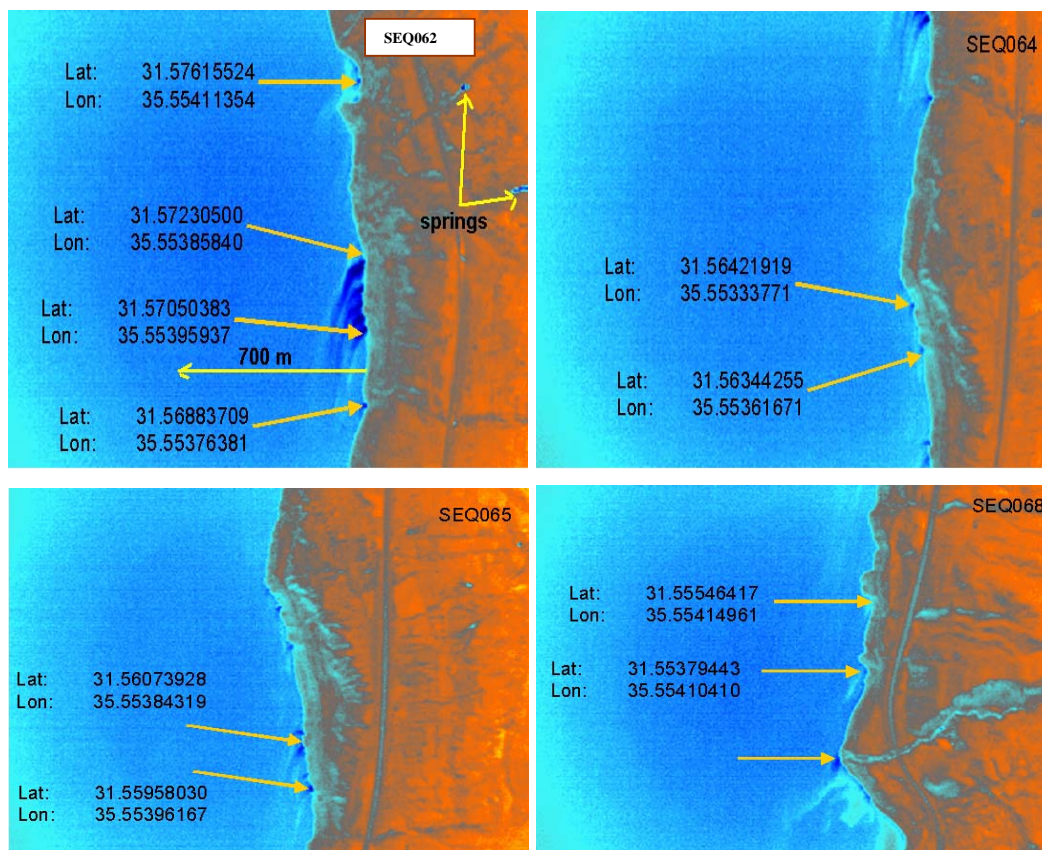 SEQ062
Lat: 31.57615524
Lon: 35.55411354
springs
Lat: 31.57230500
Lon: 35.55385840
Lat: 31.57050383
Lon: 35.55395937
700 m
Lat: 31.56883709
Lon: 35.55376381
SEQ064
Lat: 31.56421919
Lon: 35.55333771
Lat: 31.56344255
Lon: 35.55361671
SEQ065
Lat: 31.56073928
Lon: 35.55384319
Lat: 31.55958030
Lon: 35.55396167
SEQ068
Lat: 31.55546417
Lon: 35.55414961
Lat: 31.55379443
Lon: 35.55410410